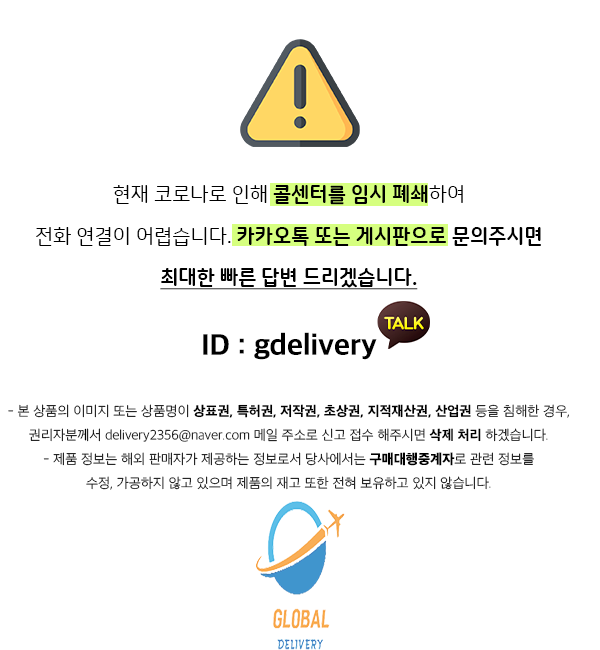 현재 코로나로 인해 콜센터를 임시 폐쇄하여
전화 연결이 어렵습니다. 카카오톡 또는 게시판으로 문의주시면
최대한 빠른 답변 드리겠습니다.
ID : gdelivery TALK
- 본 상품의 이미지 또는 상품명이 상표권, 특허권, 저작권, 초상권, 지적재산권, 산업권 등을 침해한 경우,
권리자분께서 delivery2356@naver.com 메일 주소로 신고 접수 해주시면 삭제 처리 하겠습니다.
- 제품 정보는 해외 판매자가 제공하는 정보로서 당사에서는 구매대행중계자로 관련 정보를
수정, 가공하지 않고 있으며 제품의 재고 또한 전혀 보유하고 있지 않습니다.
GLOBAL
DELIVERY